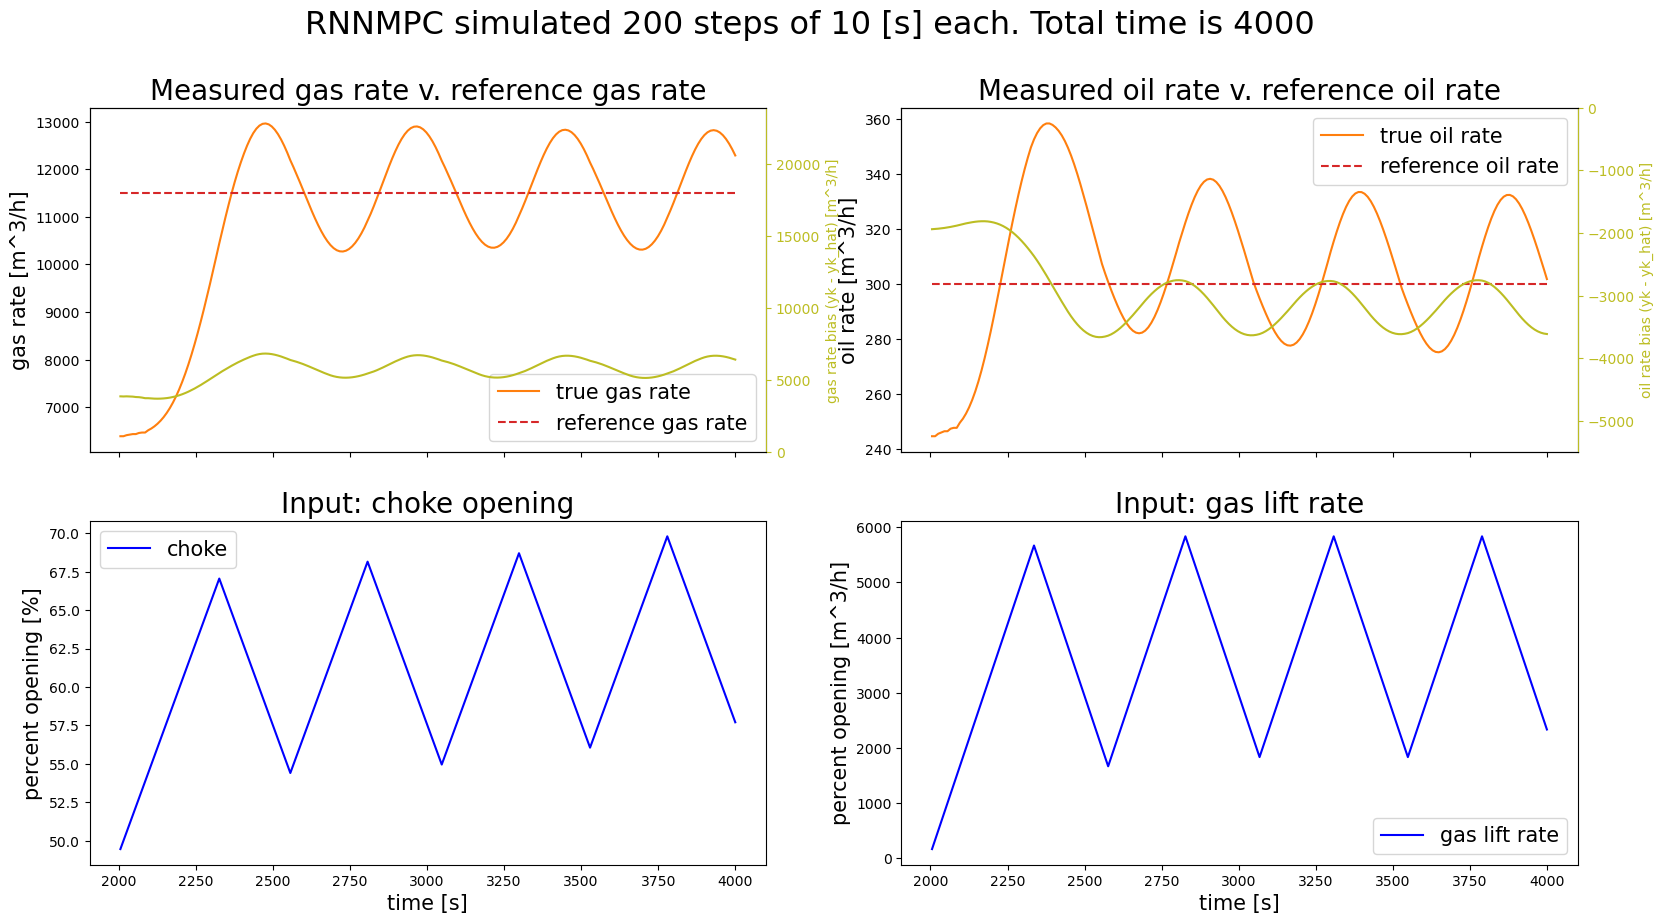 RNNMPC simulated 200 steps of 10 [s] each. Total time is 4000
Measured gas rate v. reference gas rate
gas rate [m^3/h]
13000
12000
11000
10000
9000
8000
7000
true gas rate
reference gas rate
20000
15000
10000
5000
0
gas rate bias (yk - yk_hat) [m^3/h]
Measured oil rate v. reference oil rate
oil rate [m^3/h]
360
340
320
300
280
260
240
true oil rate
reference oil rate
0
−1000
−2000
−3000
−4000
−5000
oil rate bias (yk - yk_hat) [m^3/h]
Input: choke opening
percent opening [%]
70.0
67.5
65.0
62.5
60.0
57.5
55.0
52.5
50.0
choke
2000 2250 2500 2750 3000 3250 3500 3750 4000
time [s]
Input: gas lift rate
percent opening [m^3/h]
6000
5000
4000
3000
2000
1000
0
gas lift rate
2000 2250 2500 2750 3000 3250 3500 3750 4000
time [s]